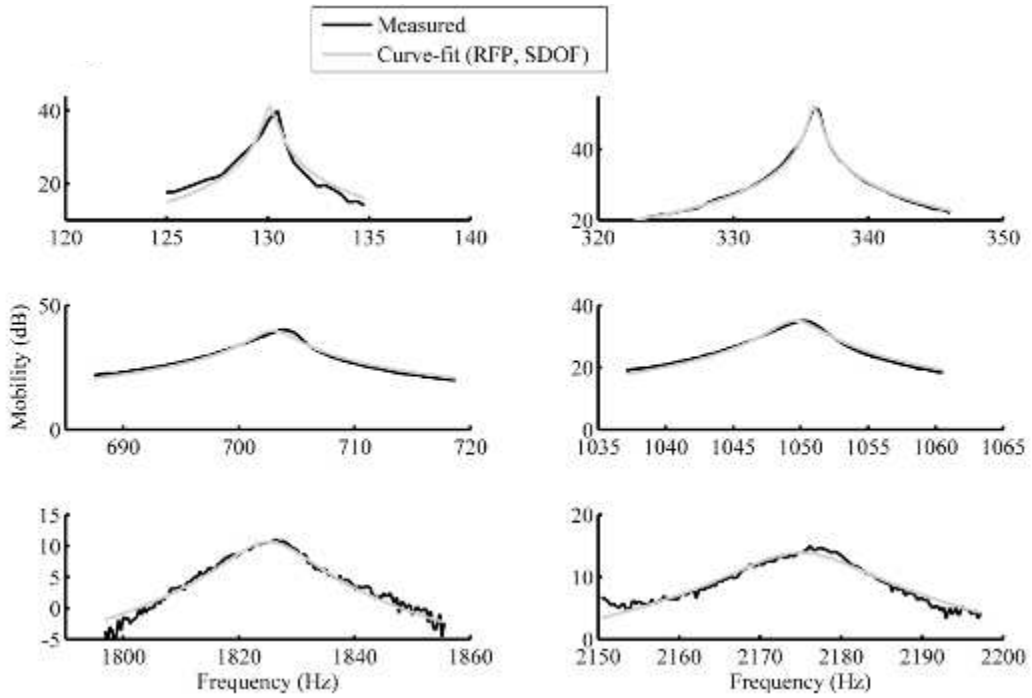 Measured
Curve-fit (RFP, SDOF)
40
20
120 125 130 135 140
40
20
320 330 340 350
Mobility (dB)
50
0
690 700 710 720
40
20
0
1035 1040 1045 1050 1055 1060 1065
15
10
5
0
-5
1800 1820 1840 1860
Frequency (Hz)
20
10
0
2150 2160 2170 2180 2190 2200
Frequency (Hz)